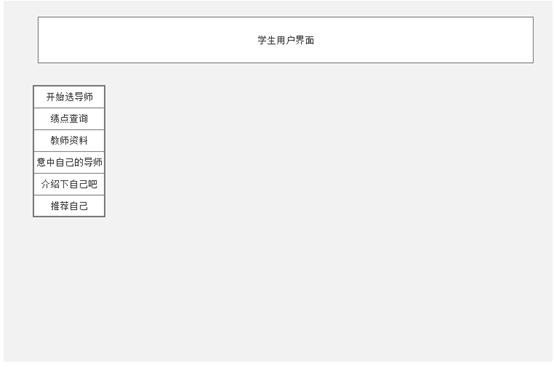 学生用户界面
开始选导师
绩点查询
教师资料
意中自己的导师
介绍下自己吧
推荐自己